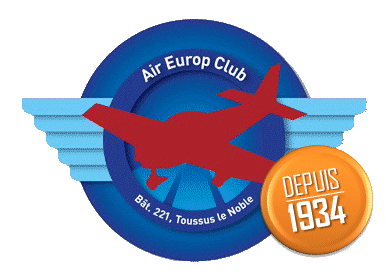 Air Europ Club
Bât. 221, Toussus le Noble
DEPUIS
1934